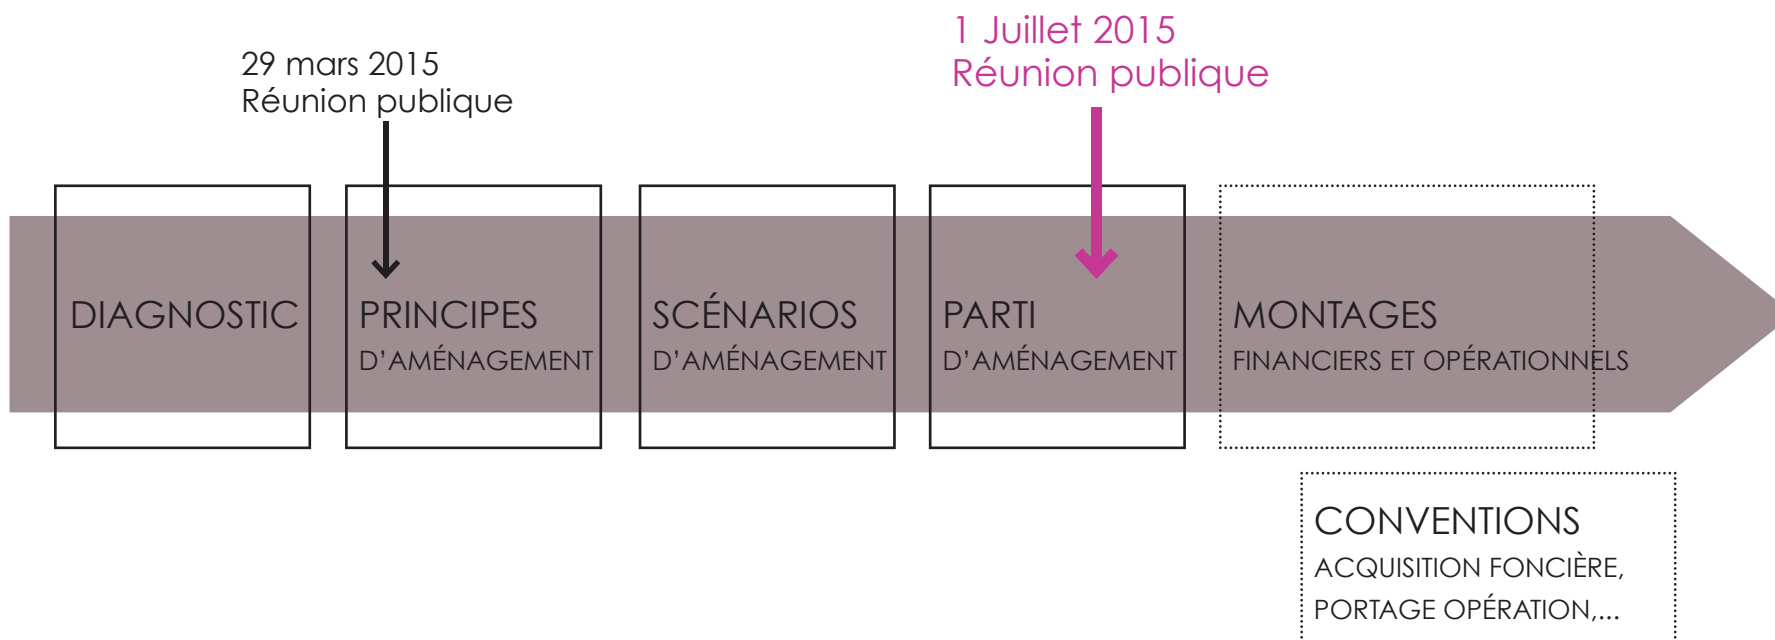 29 mars 2015
Réunion publique
1 Juillet 2015
Réunion publique
DIAGNOSTIC
PRINCIPES
D'AMÉNAGEMENT
SCÉNARIOS
D'AMÉNAGEMENT
PARTI
D'AMÉNAGEMENT
MONTAGES
FINANCIERS ET OPÉRATIONNELS
CONVENTIONS
ACQUISITION FONCIÈRE,
PORTAGE OPÉRATION,...